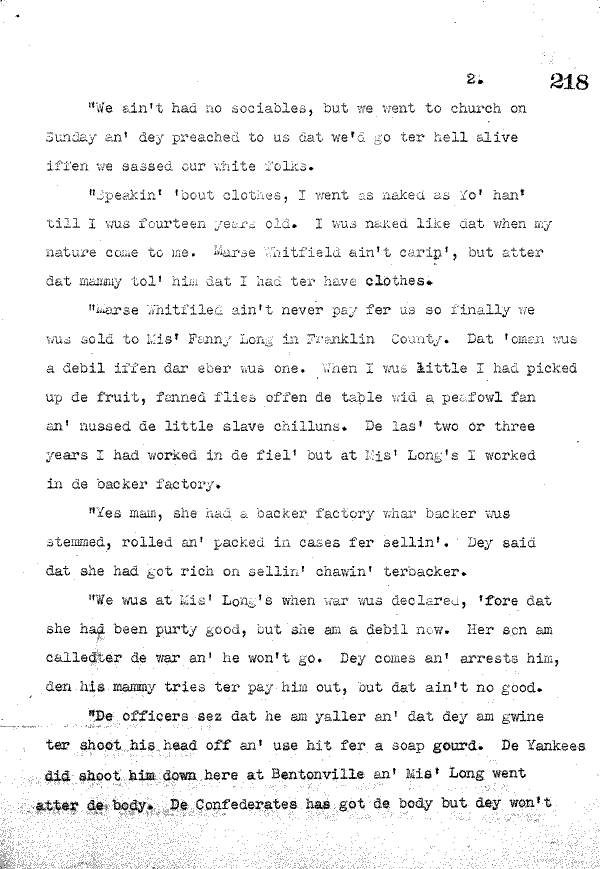 2.
218
"We ain't had no sociables, but we went to church on
Sunday an' dey preached to us dat we'd go ter hell alive
iffen we sassed our white folks.
"Speakin' 'bout clothes, I went as naked as Yo' han'
till I wus fourteen years old. I wus naked like dat when my
nature come to me. Marse Whitfield ain't carin', but atter
dat mammy tol' him dat I had ter have clothes.
"Marse Whitfiled ain't never pay fer us so finally we
wus sold to Mis' Fanny Long in Franklin County. Dat 'oman wus
a debil iffen dar eber wus one. When I wus little I had picked
up de fruit, fanned flies offen de table wid a peafowl fan
an' nussed de little slave chilluns. De las' two or three
years I had worked in de fiel' but at Mis' Long's I worked
in de backer factory.
"Yes mam, she had a backer factory whar backer wus
stemmed, rolled an' packed in cases fer sellin'. Dey said
dat she had got rich on sellin' chawin' terbacker.
"We wus at Mis' Long's when war wus declared, 'fore dat
she had been purty good, but she am a debil now. Her son am
called ter de war an' he won't go. Dey comes an' arrests him,
den his mammy tries ter pay him out, but dat ain't no good.
"De officers sez dat he am yaller an' dat dey am gwine
ter shoot his head off an' use hit fer a soap gourd. De Yankees
did shoot him down here at Bentonville an' Mis' Long went
atter de body. De Confederates has got de body but dey won't